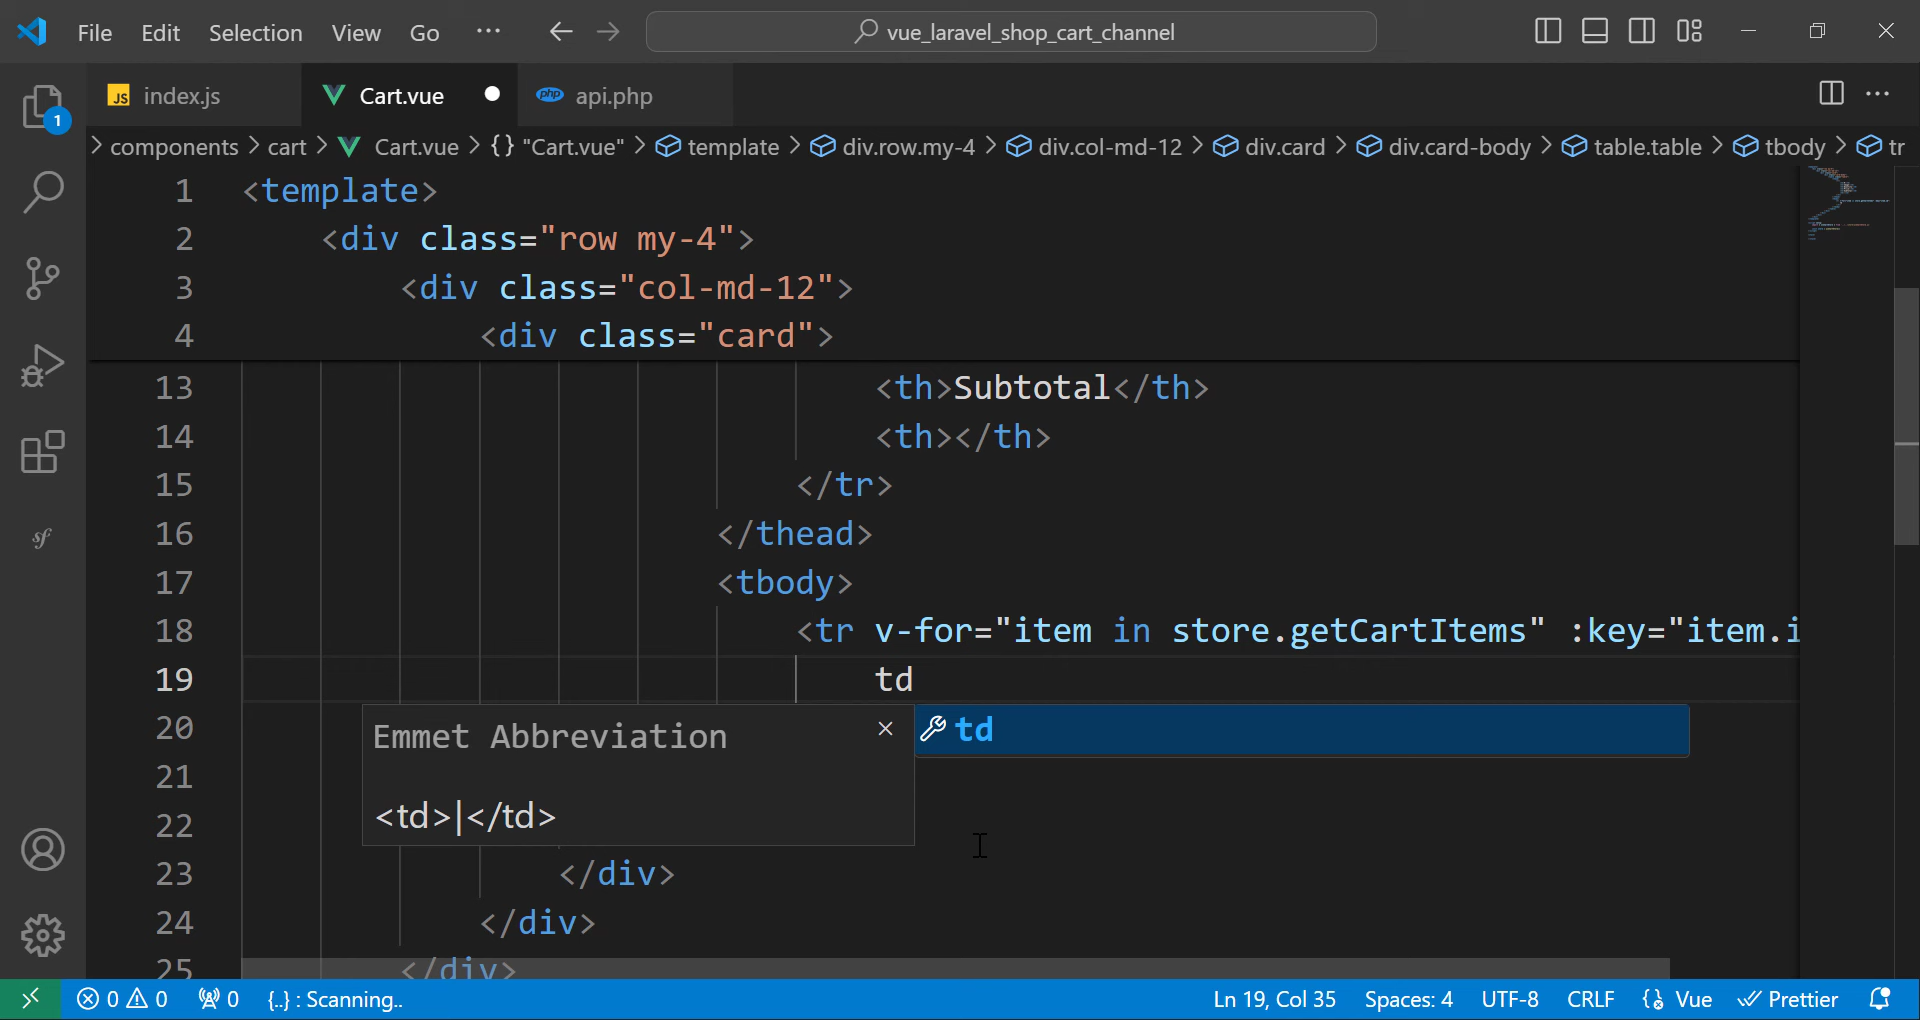 File Edit Selection View Go ··· vue_laravel_shop_cart_channel
JS index.js Cart.vue php api.php ···
1
> components > cart > Cart.vue > {} "Cart.vue" > template > div.row.my-4 > div.col-md-12 > div.card > div.card-body > table.table > tbody > tr
1 <template>
2 <div class="row my-4">
3 <div class="col-md-12">
4 <div class="card">
13 <th>Subtotal</th>
14 <th></th>
15 </tr>
16 </thead>
17 <tbody>
18 <tr v-for="item in store.getCartItems" :key="item.i
19 td
sf
20 Emmet Abbreviation × td
21
<td>|</td>
22
23 </div>
24 </div>
25 </div>
0 0 0 {..} : Scanning.. Ln 19, Col 35 Spaces: 4 UTF-8 CRLF Vue Prettier